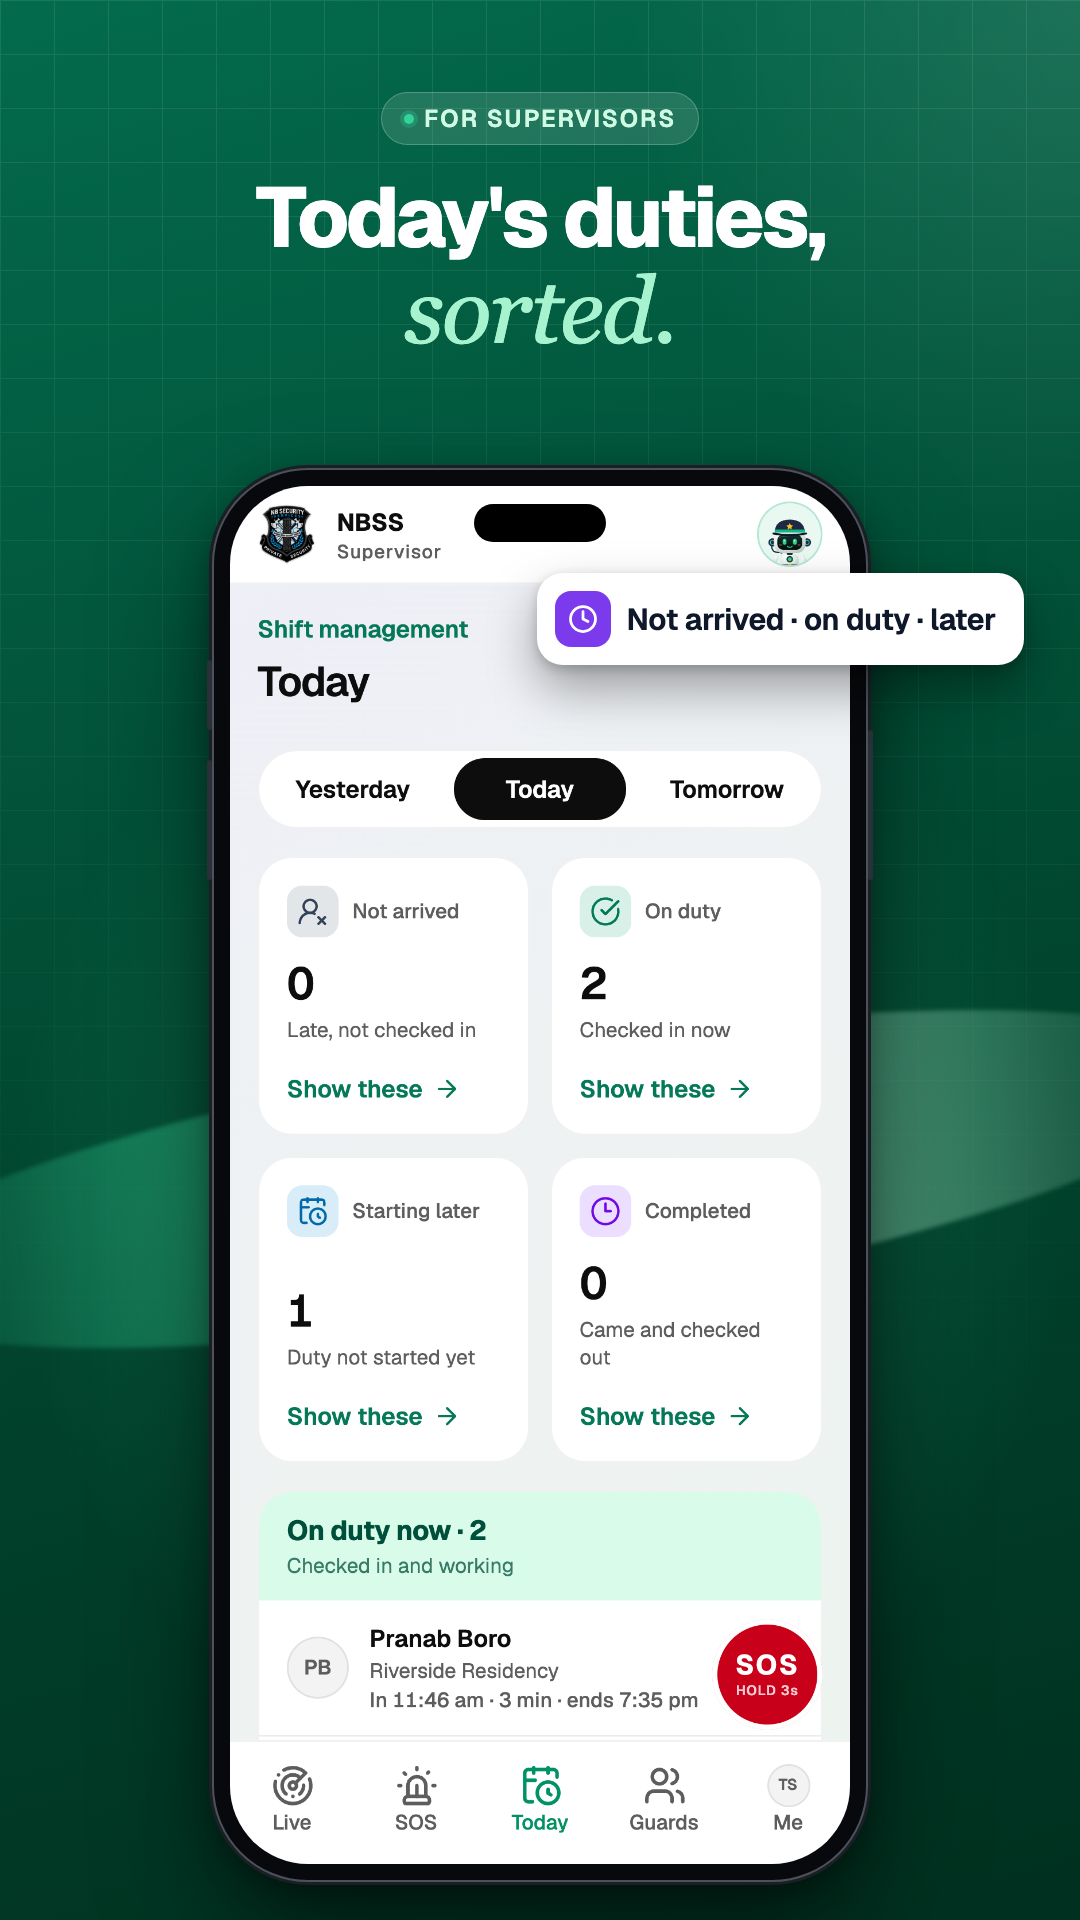 FOR SUPERVISORS
Today's duties,
sorted.
NB SECURITY
PRIVATE SECURITY
NBSS
Supervisor
Not arrived · on duty · later
Shift management
Today
Yesterday
Today
Tomorrow
Not arrived
0
Late, not checked in
Show these →
On duty
2
Checked in now
Show these →
Starting later
1
Duty not started yet
Show these →
Completed
0
Came and checked
out
Show these →
On duty now · 2
Checked in and working
PB
Pranab Boro
Riverside Residency
In 11:46 am · 3 min · ends 7:35 pm
SOS
HOLD 3s
Live
SOS
Today
Guards
TS
Me